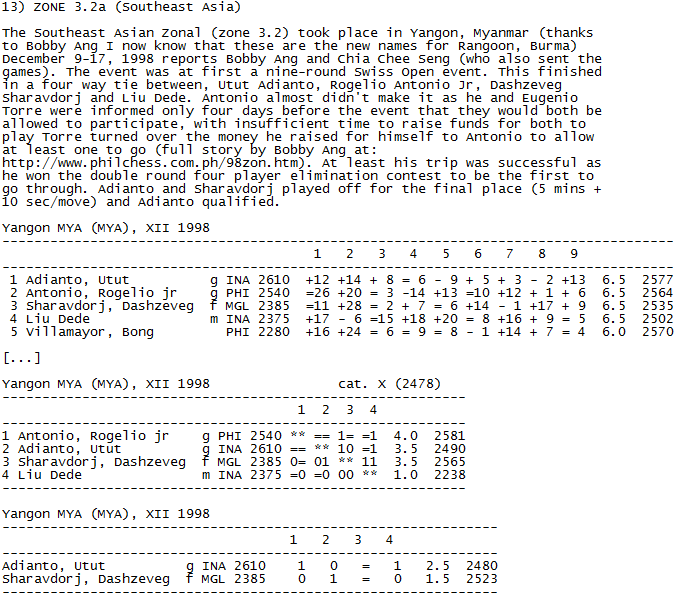 13) ZONE 3.2a (Southeast Asia)

The Southeast Asian Zonal (zone 3.2) took place in Yangon, Myanmar (thanks
to Bobby Ang I now know that these are the new names for Rangoon, Burma)
December 9-17, 1998 reports Bobby Ang and Chia Chee Seng (who also sent the
games). The event was at first a nine-round Swiss Open event. This finished
in a four way tie between, Utut Adianto, Rogelio Antonio Jr, Dashzeveg
Sharavdorj and Liu Dede. Antonio almost didn't make it as he and Eugenio
Torre were informed only four days before the event that they would both be
allowed to participate, with insufficient time to raise funds for both to
play Torre turned over the money he raised for himself to Antonio to allow
at least one to go (full story by Bobby Ang at:
http://www.philchess.com.ph/98zon.htm). At least his trip was successful as
he won the double round four player elimination contest to be the first to
go through. Adianto and Sharavdorj played off for the final place (5 mins +
10 sec/move) and Adianto qualified.

Yangon MYA (MYA), XII 1998
-------------------------------------------------------------------------------------
                                       1   2   3   4   5   6   7   8   9
-------------------------------------------------------------------------------------
 1 Adianto, Utut          g INA 2610  +12 +14 + 8 = 6 - 9 + 5 + 3 - 2 +13  6.5  2577
 2 Antonio, Rogelio jr    g PHI 2540  =26 +20 = 3 -14 +13 =10 +12 + 1 + 6  6.5  2564
 3 Sharavdorj, Dashzeveg  f MGL 2385  =11 +28 = 2 + 7 = 6 +14 - 1 +17 + 9  6.5  2535
 4 Liu Dede               m INA 2375  +17 - 6 =15 +18 +20 = 8 +16 + 9 = 5  6.5  2502
 5 Villamayor, Bong         PHI 2280  +16 +24 = 6 = 9 = 8 - 1 +14 + 7 = 4  6.0  2570

[...]

Yangon MYA (MYA), XII 1998                cat. X (2478)
-----------------------------------------------------------
                                     1  2  3  4
-----------------------------------------------------------
1 Antonio, Rogelio jr    g PHI 2540 ** == 1= =1  4.0  2581
2 Adianto, Utut          g INA 2610 == ** 10 =1  3.5  2490
3 Sharavdorj, Dashzeveg  f MGL 2385 0= 01 ** 11  3.5  2565
4 Liu Dede               m INA 2375 =0 =0 00 **  1.0  2238
-----------------------------------------------------------

Yangon MYA (MYA), XII 1998
---------------------------------------------------------------
                                    1   2   3   4
---------------------------------------------------------------
Adianto, Utut          g INA 2610    1   0   =   1   2.5  2480
Sharavdorj, Dashzeveg  f MGL 2385    0   1   =   0   1.5  2523
---------------------------------------------------------------